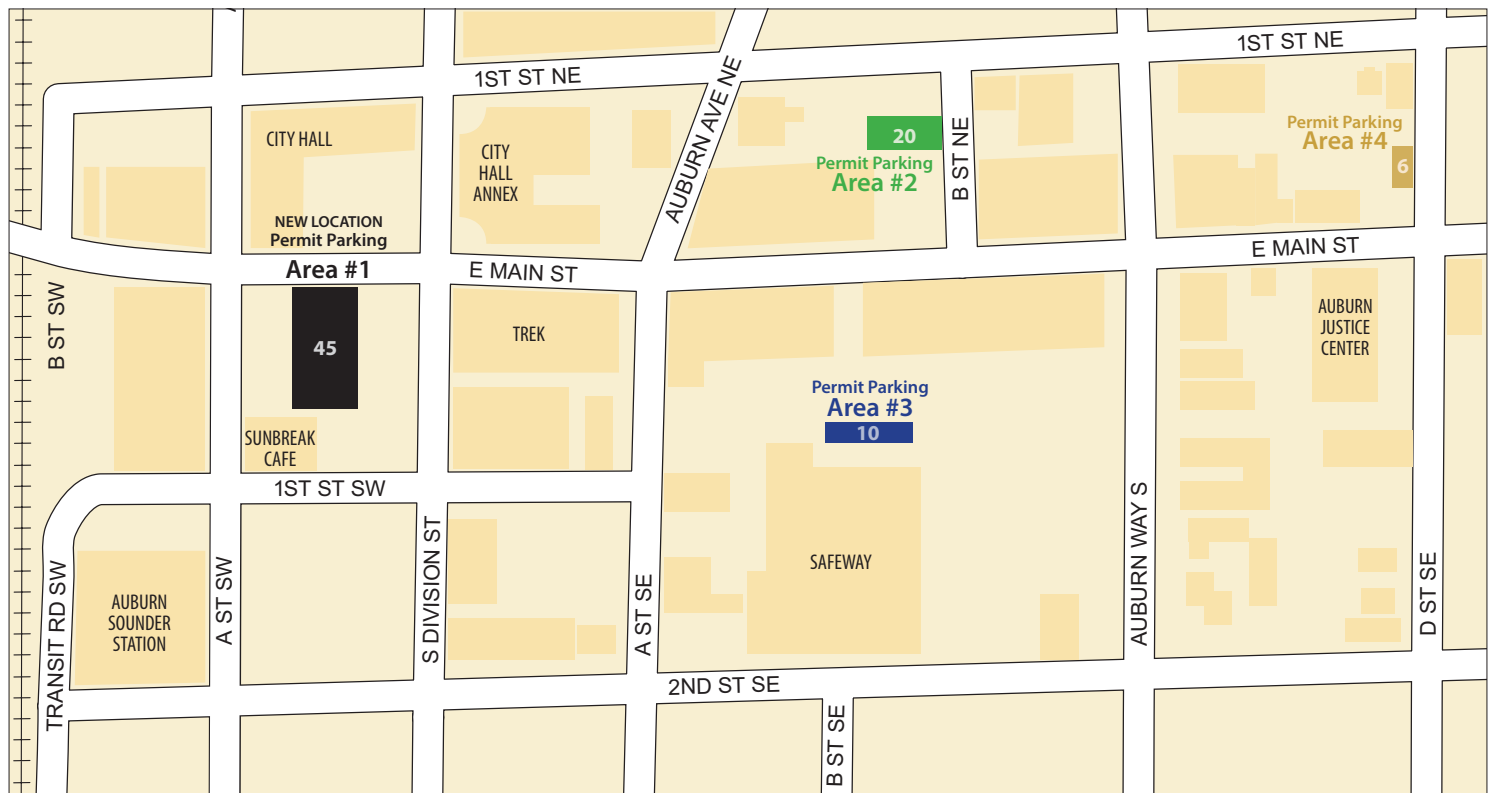 1ST ST NE
1ST ST NE
AUBURN AVE NE
CITY HALL
CITY
HALL
ANNEX
20
Permit Parking
Area #2
B ST NE
Permit Parking
Area #4
6
NEW LOCATION
Permit Parking
Area #1
E MAIN ST
E MAIN ST
B ST SW
45
TREK
AUBURN
JUSTICE
CENTER
Permit Parking
Area #3
10
SUNBREAK
CAFE
1ST ST SW
SAFEWAY
AUBURN
SOUNDER
STATION
TRANSIT RD SW
A ST SW
S DIVISION ST
A ST SE
AUBURN WAY S
D ST SE
2ND ST SE
B ST SE